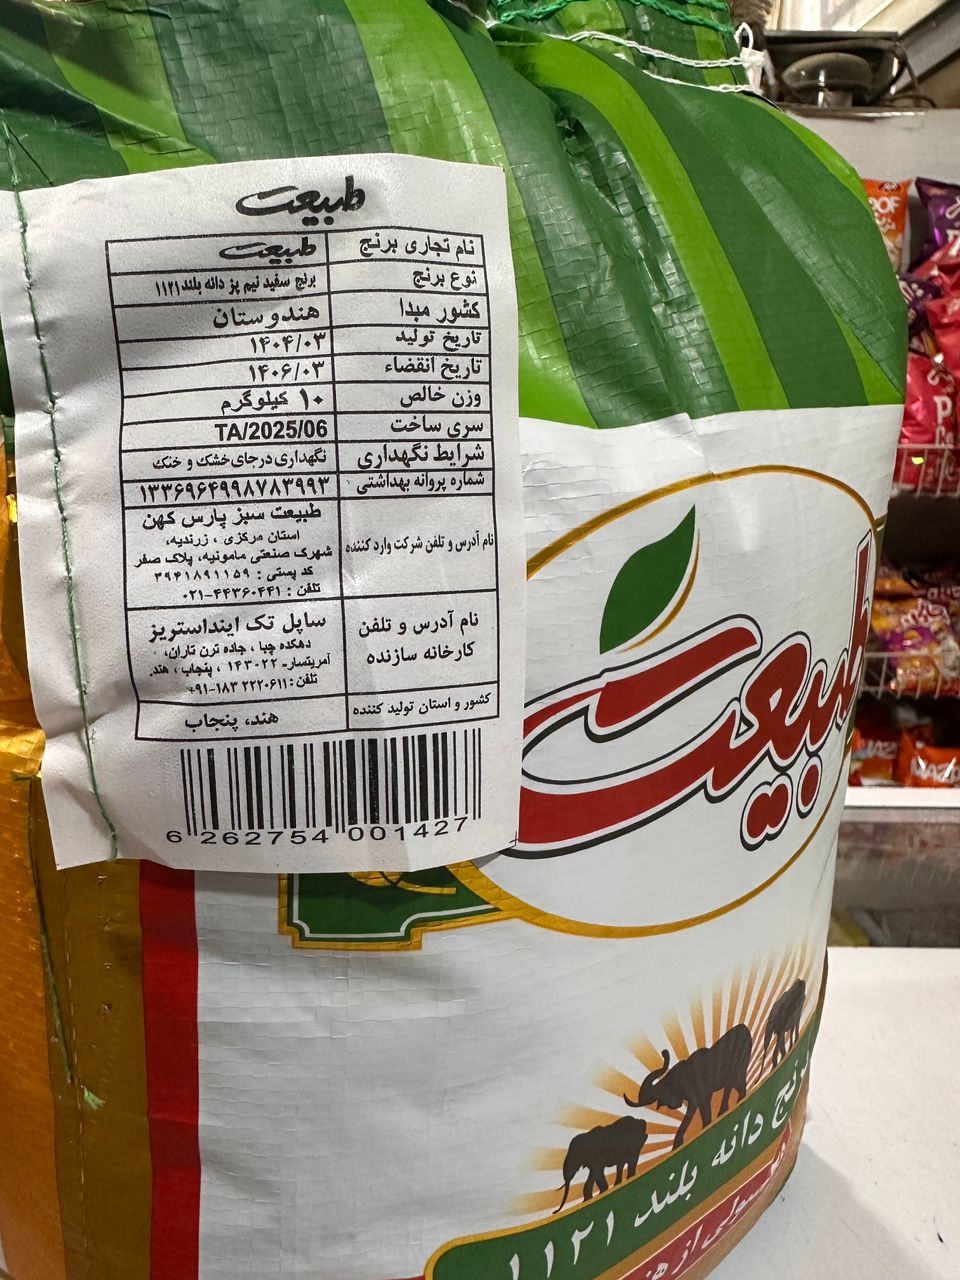 طبیعت
نام تجاری برنج طبیعت
نوع برنج برنج سفید نیم پز دانه بلند ۱۱۲۱
کشور مبدا هندوستان
تاریخ تولید ۱۴۰۴/۰۳
تاریخ انقضاء ۱۴۰۶/۰۳
وزن خالص ۱۰ کیلوگرم
سری ساخت TA/2025/06
شرایط نگهداری نگهداری درجای خشک و خنک
شماره پروانه بهداشتی ۱۳۳۶۹۶۴۹۹۸۷۸۳۹۹۳
نام آدرس و تلفن شرکت وارد کننده
طبیعت سبز پارس کهن
استان مرکزی ، زرندیه،
شهرک صنعتی مامونیه، پلاک صفر
کد پستی : ۳۹۴۱۸۹۱۱۵۹
تلفن : ۴۴۳۶۰۴۴۱-۰۲۱
نام آدرس و تلفن
کارخانه سازنده
ساپل تک اینداستریز
دهکده چبا ، جاده ترن تاران،
آمریتسار- ۱۴۳۰۲۲ ، پنجاب ، هند.
تلفن : ۲۲۲۰۶۱۱ ۱۸۳-۹۱+
کشور و استان تولید کننده هند، پنجاب
6 262754 001427
طبیعت
برنج دانه بلند ۱۱۲۱